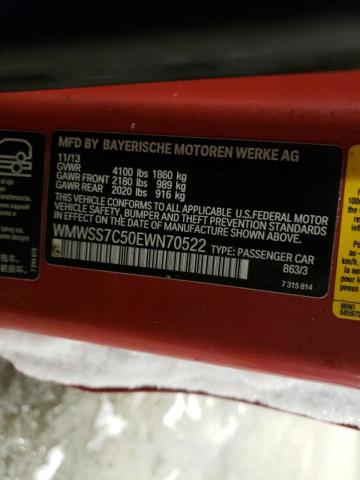 MFD BY BAYERISCHE MOTOREN WERKE AG
11/13
GVWR 4100 lbs 1860 kg
GAWR FRONT 2180 lbs 989 kg
GAWR REAR 2020 lbs 916 kg
THIS VEHICLE CONFORMS TO ALL APPLICABLE U.S.FEDERAL MOTOR
VEHICLE SAFETY, BUMPER AND THEFT PREVENTION STANDARDS
IN EFFECT ON THE DATE OF MANUFACTURE SHOWN ABOVE.
WMWSS7C50EWN70522 TYPE: PASSENGER CAR
B63/3
7 315 814
MINI